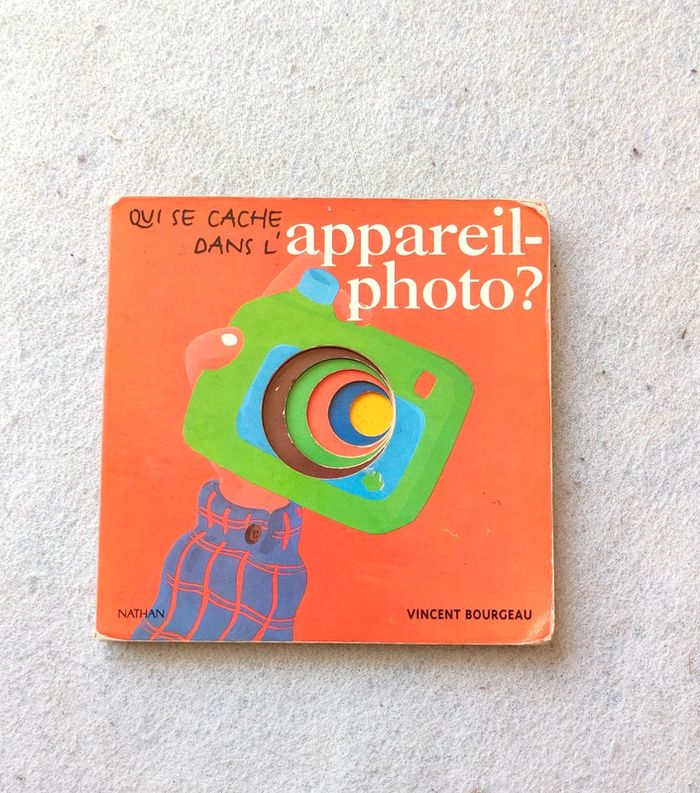 QUI SE CACHE
DANS L'
appareil-
photo?
NATHAN
VINCENT BOURGEAU